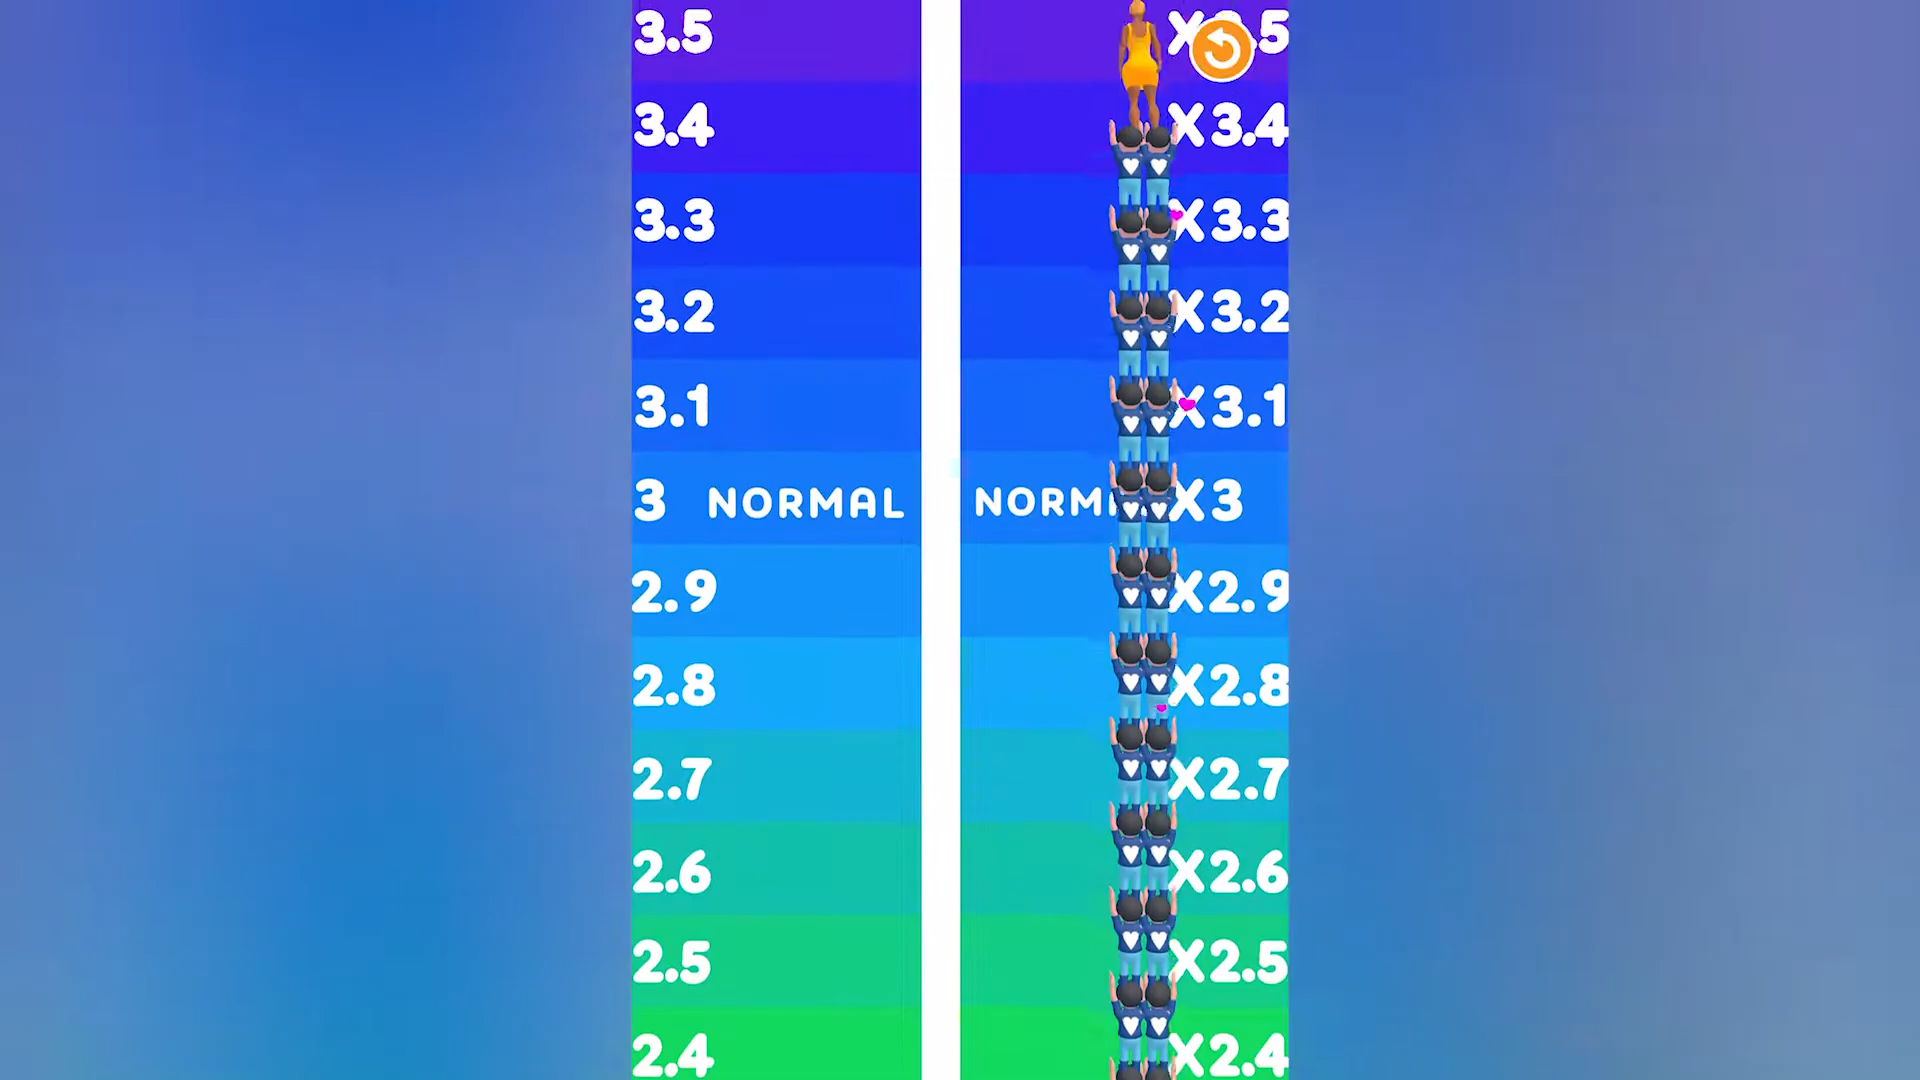 3.5 X3.5
3.4 X3.4
3.3 X3.3
3.2 X3.2
3.1 X3.1
3 NORMAL X3
2.9 X2.9
2.8 X2.8
2.7 X2.7
2.6 X2.6
2.5 X2.5
2.4 X2.4